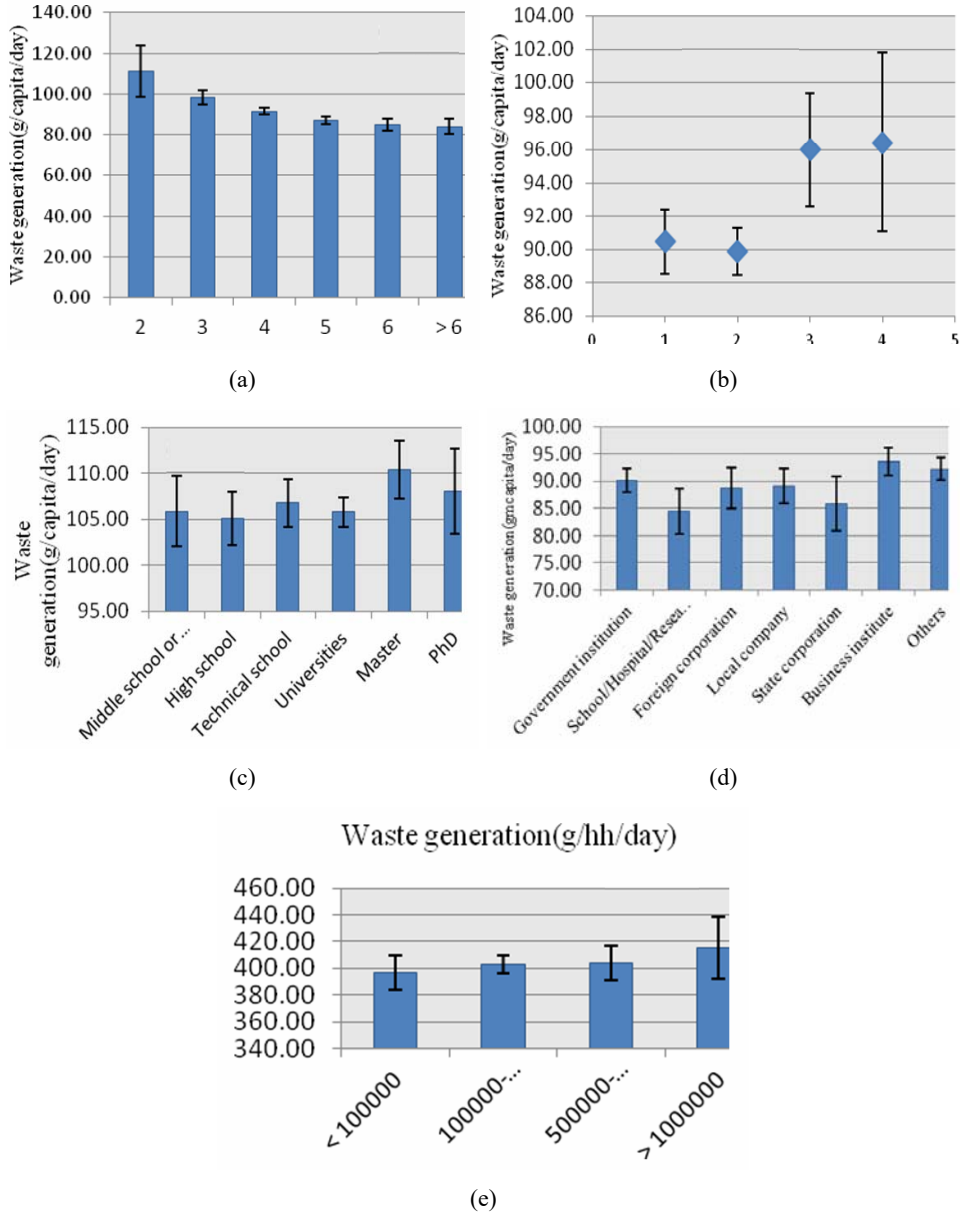 Waste generation(g/capita/day)
140.00
120.00
100.00
80.00
60.00
40.00
20.00
0.00
2 3 4 5 6 > 6
(a)
Waste generation(g/capita/day)
104.00
102.00
100.00
98.00
96.00
94.00
92.00
90.00
88.00
86.00
0 1 2 3 4 5
(b)
Waste
generation(g/capita/day)
115.00
110.00
105.00
100.00
95.00
Middle school or ...
High school
Technical school
Universities
Master
PhD
(c)
Waste generation(gmcapita/day)
100.00
95.00
90.00
85.00
80.00
75.00
70.00
Government institution
School/Hospital/Resea..
Foreign corporation
Local company
State corporation
Business institute
Others
(d)
Waste generation(g/hh/day)
460.00
440.00
420.00
400.00
380.00
360.00
340.00
< 100000
100000-...
500000-...
> 1000000
(e)